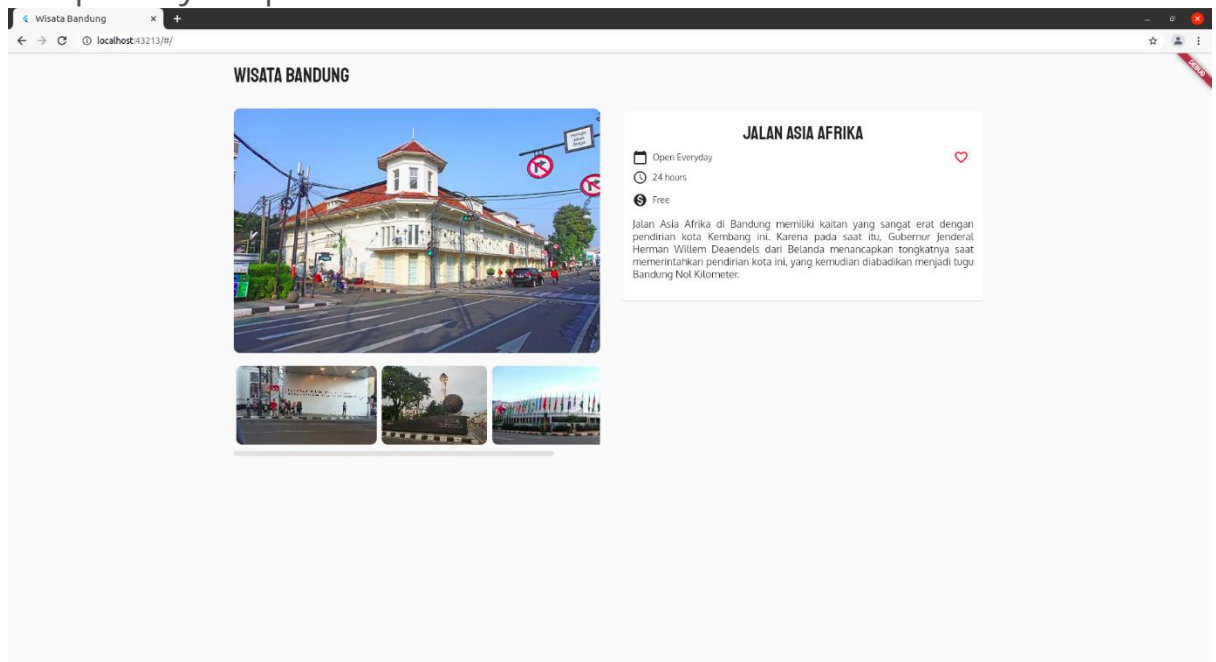 Wisata Bandung
localhost:43213/#/
DEBUG
WISATA BANDUNG
JALAN ASIA AFRIKA
Open Everyday
24 hours
Free
Jalan Asia Afrika di Bandung memiliki kaitan yang sangat erat dengan
pendirian kota Kembang ini. Karena pada saat itu, Gubernur Jenderal
Herman Willem Deaendels dari Belanda menancapkan tongkatnya saat
memerintahkan pendirian kota ini, yang kemudian diabadikan menjadi tugu
Bandung Nol Kilometer.